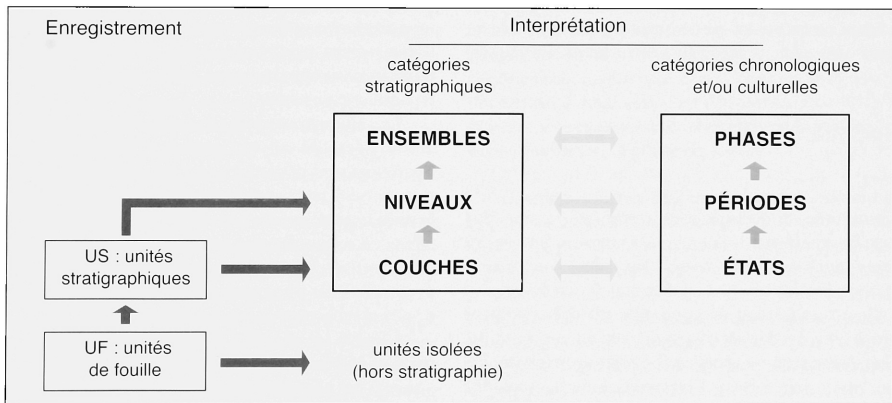 Enregistrement
Interprétation
catégories
stratigraphiques
catégories chronologiques
et/ou culturelles
ENSEMBLES
PHASES
NIVEAUX
PÉRIODES
US : unités
stratigraphiques
COUCHES
ÉTATS
UF : unités
de fouille
unités isolées
(hors stratigraphie)